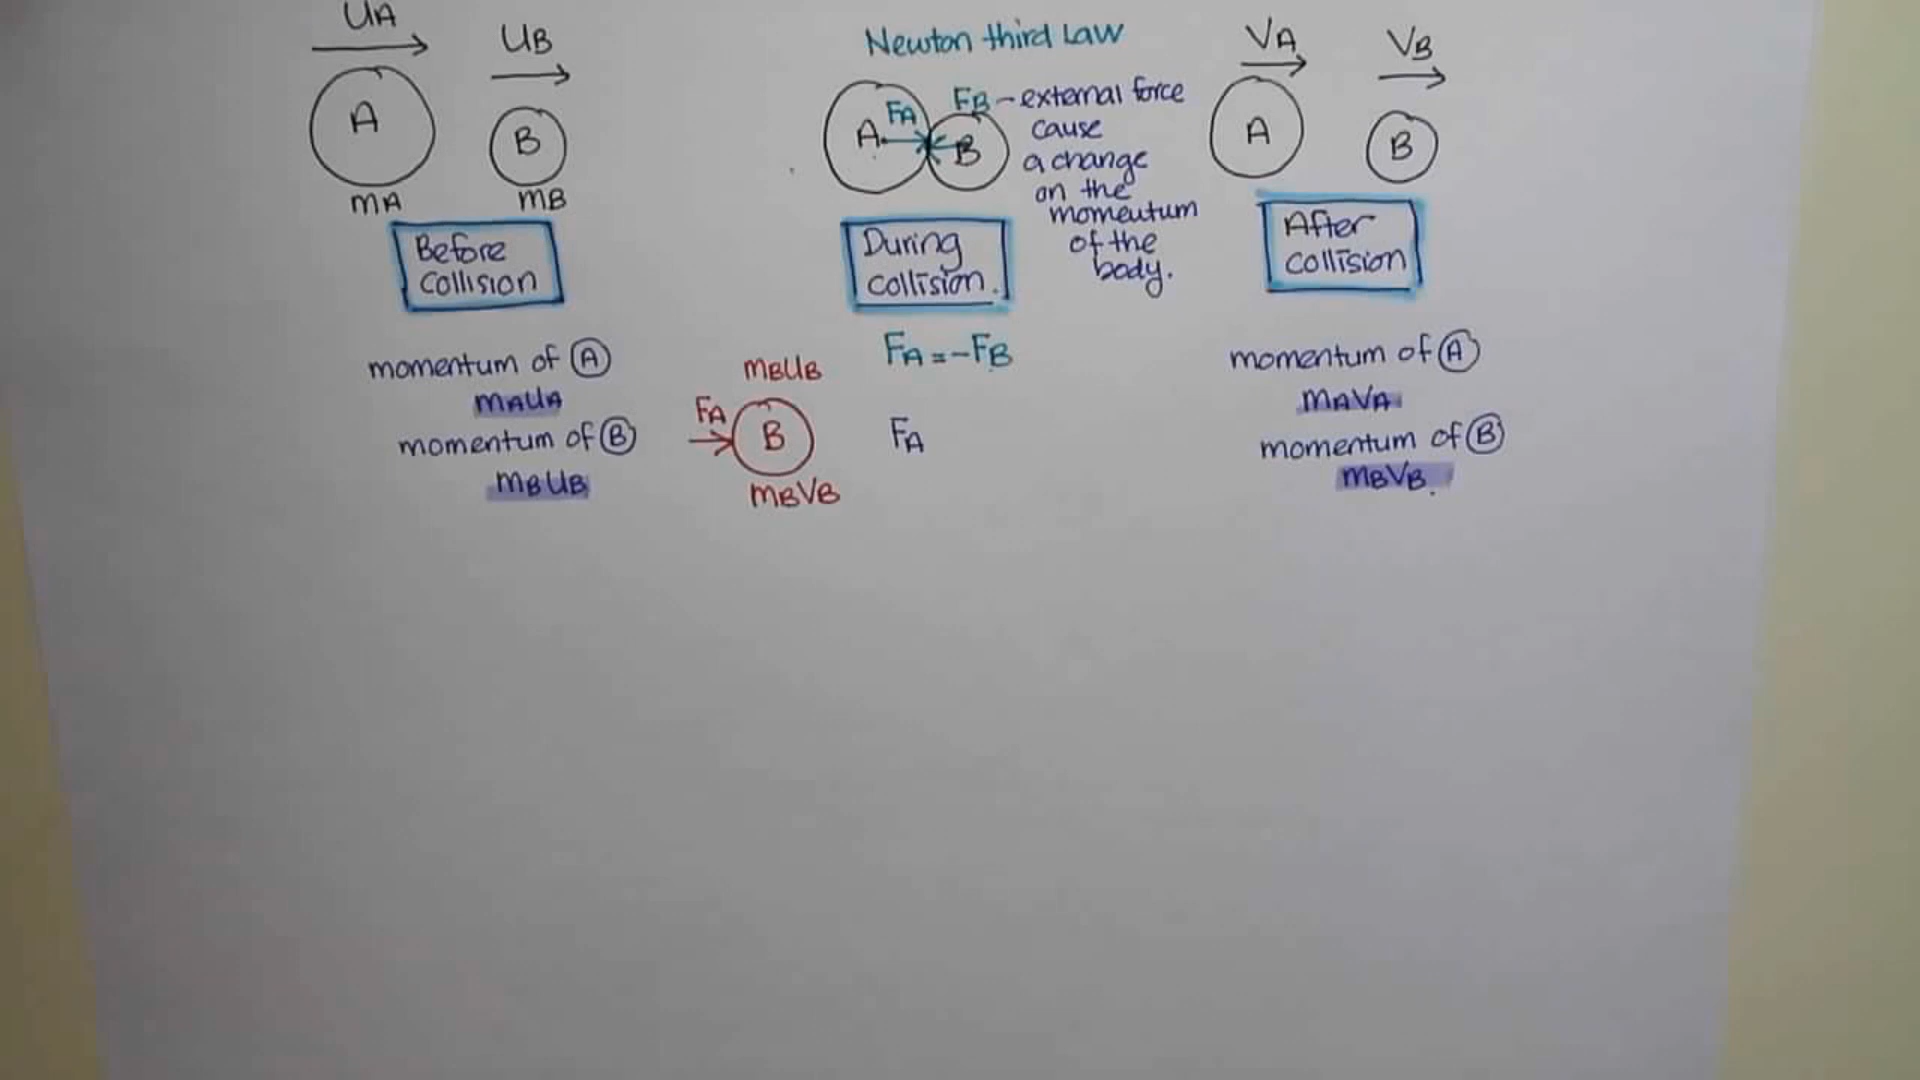 UA
UB
A
B
mA
mB
Before
collision
momentum of A
mAUA
momentum of B
mBUB
Newton third Law
FA
FB - external force
cause
a change
on the
momentum
of the
body.
A
B
During
collision.
FA = -FB
mBUB
FA
B
mBVB
FA
VA
VB
A
B
After
collision
momentum of A
mAVA
momentum of B
mBVB.